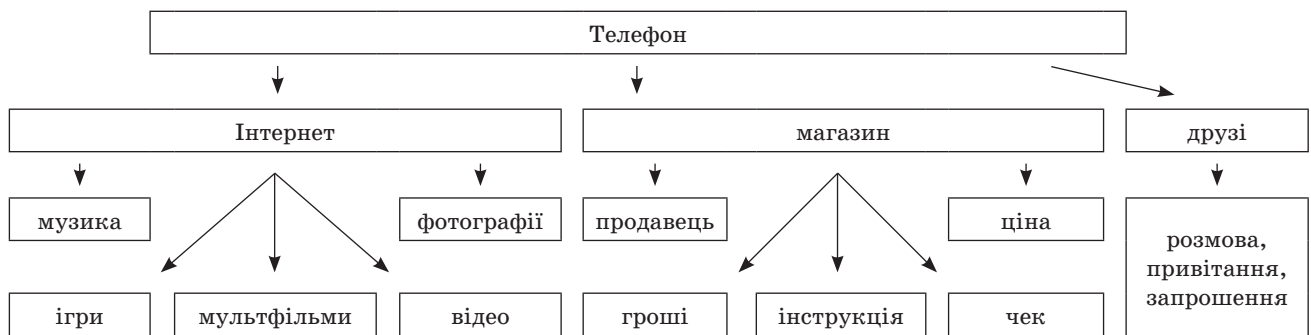 Телефон
Інтернет
магазин
друзі
музика
фотографії
продавець
ціна
розмова,
привітання,
запрошення
ігри
мультфільми
відео
гроші
інструкція
чек